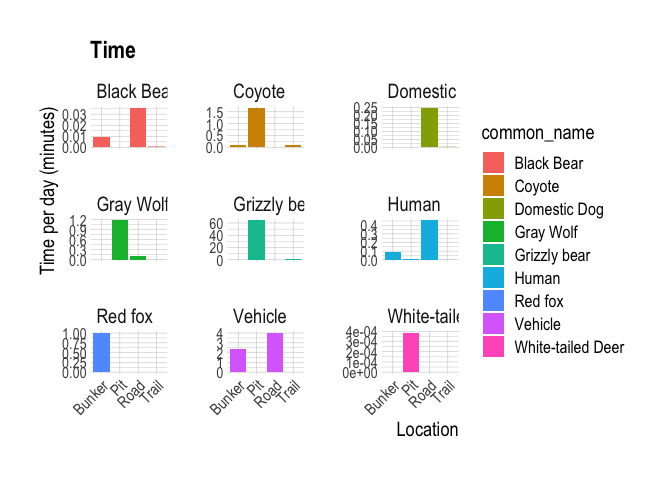 Time
Black Bea
Coyote
Domestic
0.03
0.02
0.01
0.00
1.5
1.0
0.5
0.0
0.25
0.20
0.15
0.10
0.05
0.00
Time per day (minutes)
Gray Wolf
Grizzly be
Human
1.2
0.9
0.6
0.3
0.0
60
40
20
0
0.4
0.3
0.2
0.1
0.0
Red fox
Vehicle
White-taile
1.00
0.75
0.50
0.25
0.00
4
3
2
1
0
4e-04
3e-04
2e-04
1e-04
0e+00
Bunker
Pit
Road
Trail
Bunker
Pit
Road
Trail
Bunker
Pit
Road
Trail
Location
common_name
Black Bear
Coyote
Domestic Dog
Gray Wolf
Grizzly bear
Human
Red fox
Vehicle
White-tailed Deer